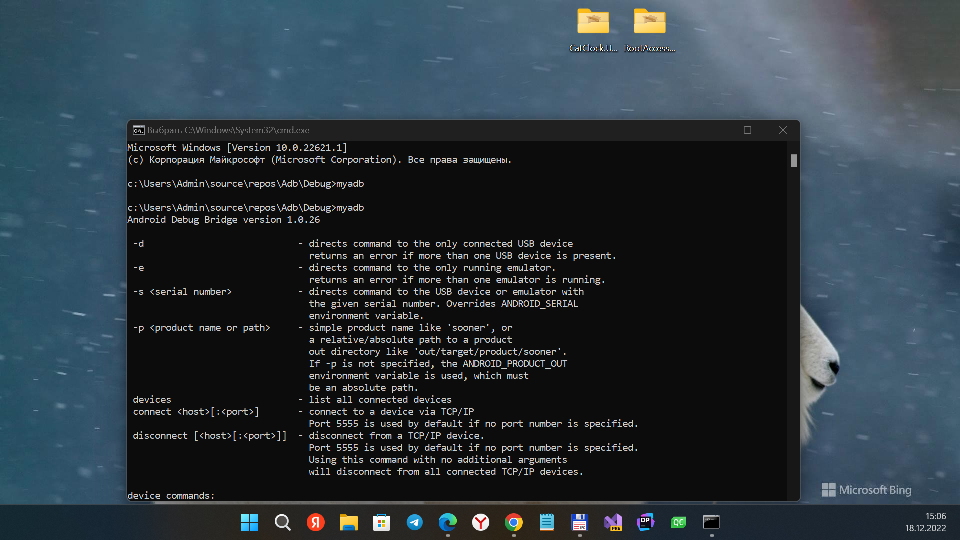 CatClock.U...
RootAccess...
Выбрать C:\Windows\System32\cmd.exe
Microsoft Windows [Version 10.0.22621.1]
(c) Корпорация Майкрософт (Microsoft Corporation). Все права защищены.
c:\Users\Admin\source\repos\Adb\Debug>myadb
c:\Users\Admin\source\repos\Adb\Debug>myadb
Android Debug Bridge version 1.0.26
-d - directs command to the only connected USB device
returns an error if more than one USB device is present.
-e - directs command to the only running emulator.
returns an error if more than one emulator is running.
-s <serial number> - directs command to the USB device or emulator with
the given serial number. Overrides ANDROID_SERIAL
environment variable.
-p <product name or path> - simple product name like 'sooner', or
a relative/absolute path to a product
out directory like 'out/target/product/sooner'.
If -p is not specified, the ANDROID_PRODUCT_OUT
environment variable is used, which must
be an absolute path.
devices - list all connected devices
connect <host>[:<port>] - connect to a device via TCP/IP
Port 5555 is used by default if no port number is specified.
disconnect [<host>[:<port>]] - disconnect from a TCP/IP device.
Port 5555 is used by default if no port number is specified.
Using this command with no additional arguments
will disconnect from all connected TCP/IP devices.
device commands:
Microsoft Bing
15:06
18.12.2022